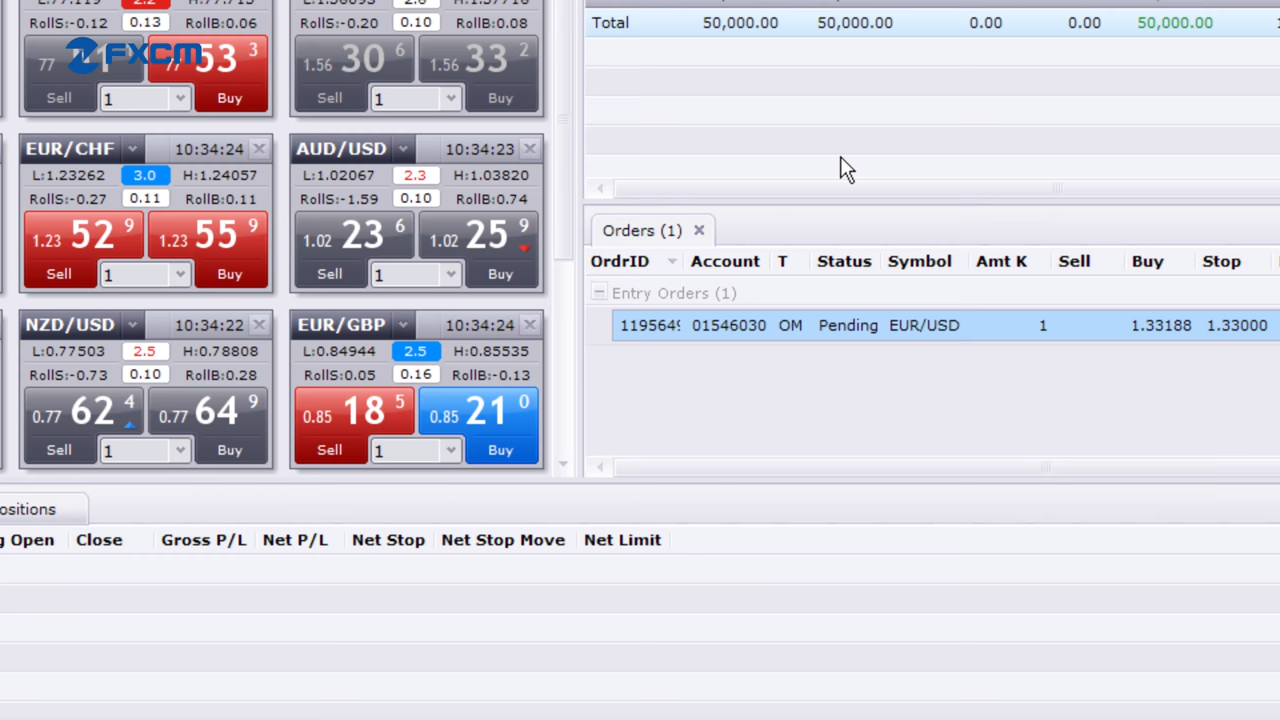 RollS:-0.12 0.13 RollB:0.06
RollS:-0.20 0.10 RollB:0.08
Total 50,000.00 50,000.00 0.00 0.00 50,000.00
FXCM
77 53 3
1.56 30 6 1.56 33 2
Sell 1 Buy
Sell 1 Buy
EUR/CHF 10:34:24
L:1.23262 3.0 H:1.24057
RollS:-0.27 0.11 RollB:0.11
1.23 52 9 1.23 55 9
Sell 1 Buy
AUD/USD 10:34:23
L:1.02067 2.3 H:1.03820
RollS:-1.59 0.10 RollB:0.74
1.02 23 6 1.02 25 9
Sell 1 Buy
NZD/USD 10:34:22
L:0.77503 2.5 H:0.78808
RollS:-0.73 0.10 RollB:0.28
0.77 62 4 0.77 64 9
Sell 1 Buy
EUR/GBP 10:34:24
L:0.84944 2.5 H:0.85535
RollS:0.05 0.16 RollB:-0.13
0.85 18 5 0.85 21 0
Sell 1 Buy
Orders (1)
OrdrID Account T Status Symbol Amt K Sell Buy Stop
Entry Orders (1)
119564 01546030 OM Pending EUR/USD 1 1.33188 1.33000
ositions
g Open Close Gross P/L Net P/L Net Stop Net Stop Move Net Limit